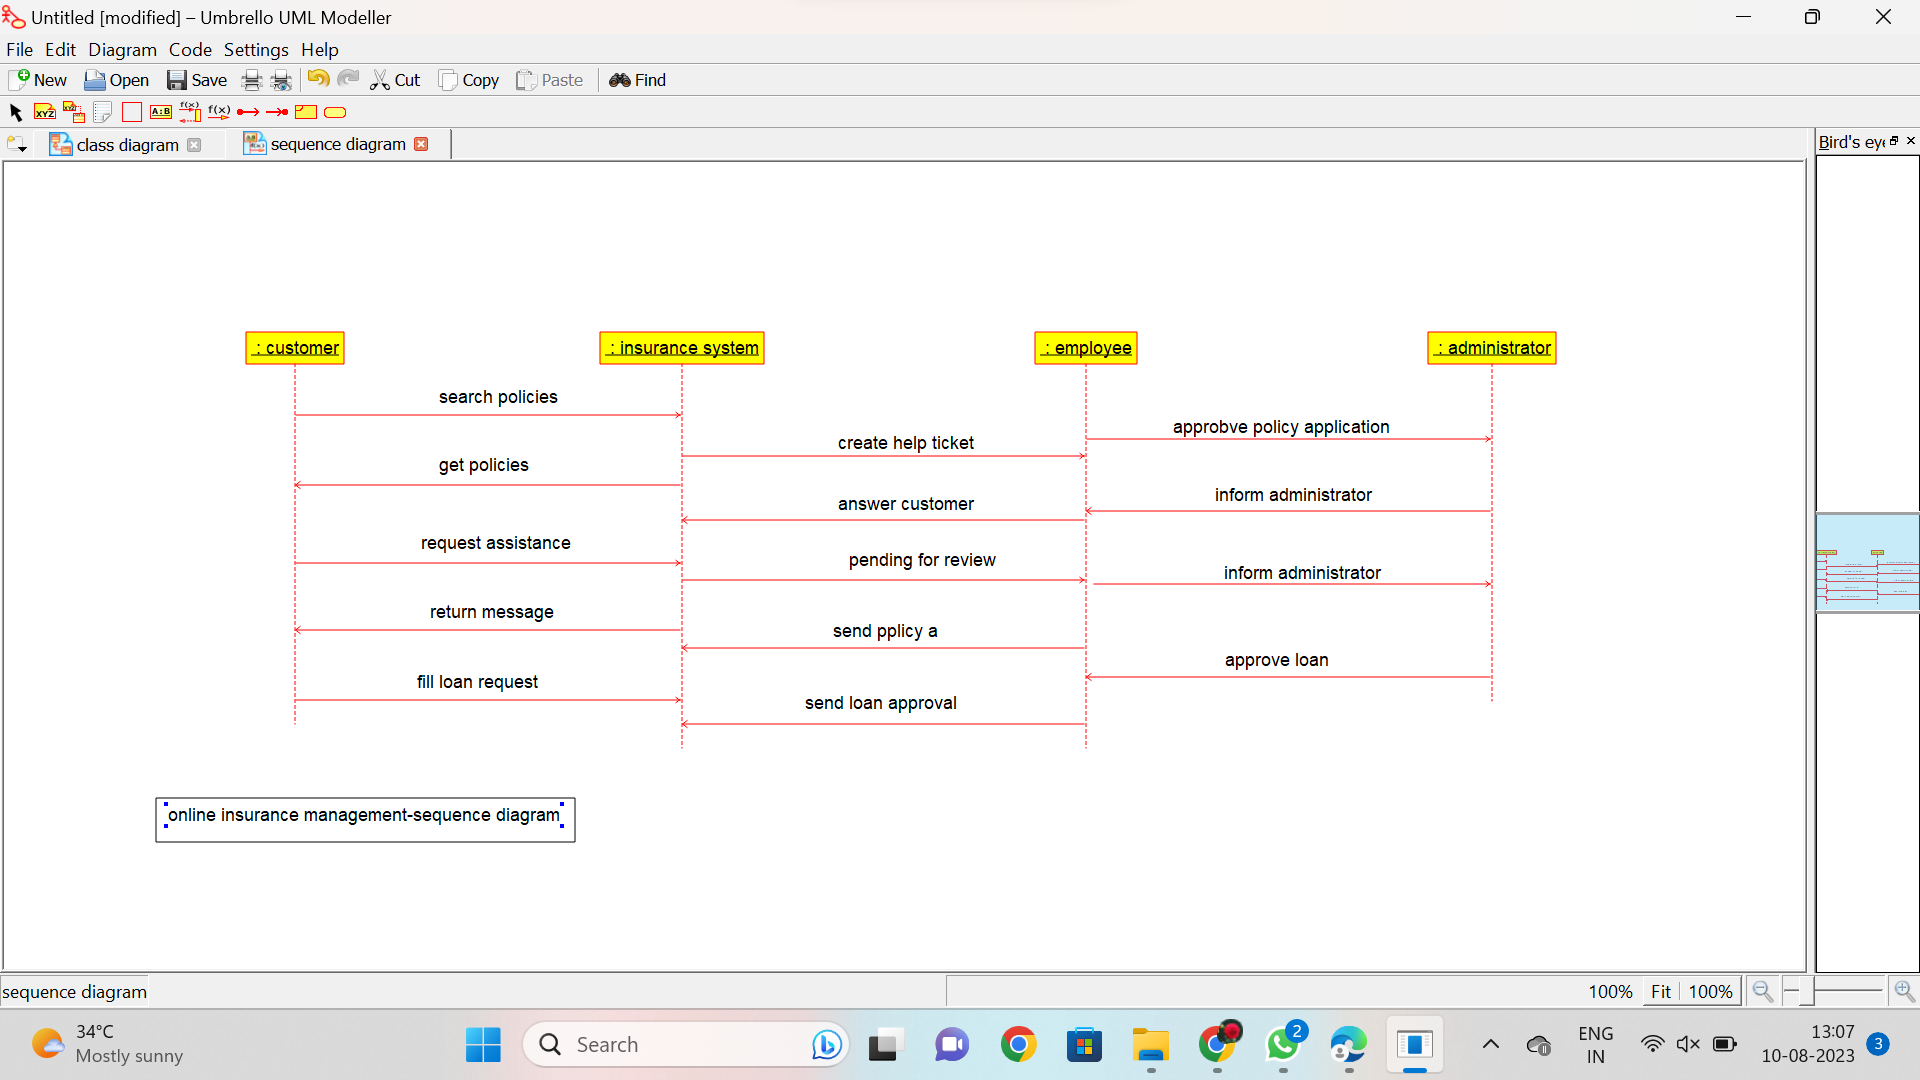 Untitled [modified] – Umbrello UML Modeller
File Edit Diagram Code Settings Help
New Open Save Cut Copy Paste Find
XYZ XYZ A:B f(x) f(x)
class diagram sequence diagram
Bird's eye
: customer : insurance system : employee : administrator
search policies
approbve policy application
create help ticket
get policies
inform administrator
answer customer
request assistance
pending for review
inform administrator
return message
send pplicy a
approve loan
fill loan request
send loan approval
online insurance management-sequence diagram
sequence diagram 100% Fit 100%
34°C
Mostly sunny
Search
2
ENG
IN
13:07
10-08-2023
3